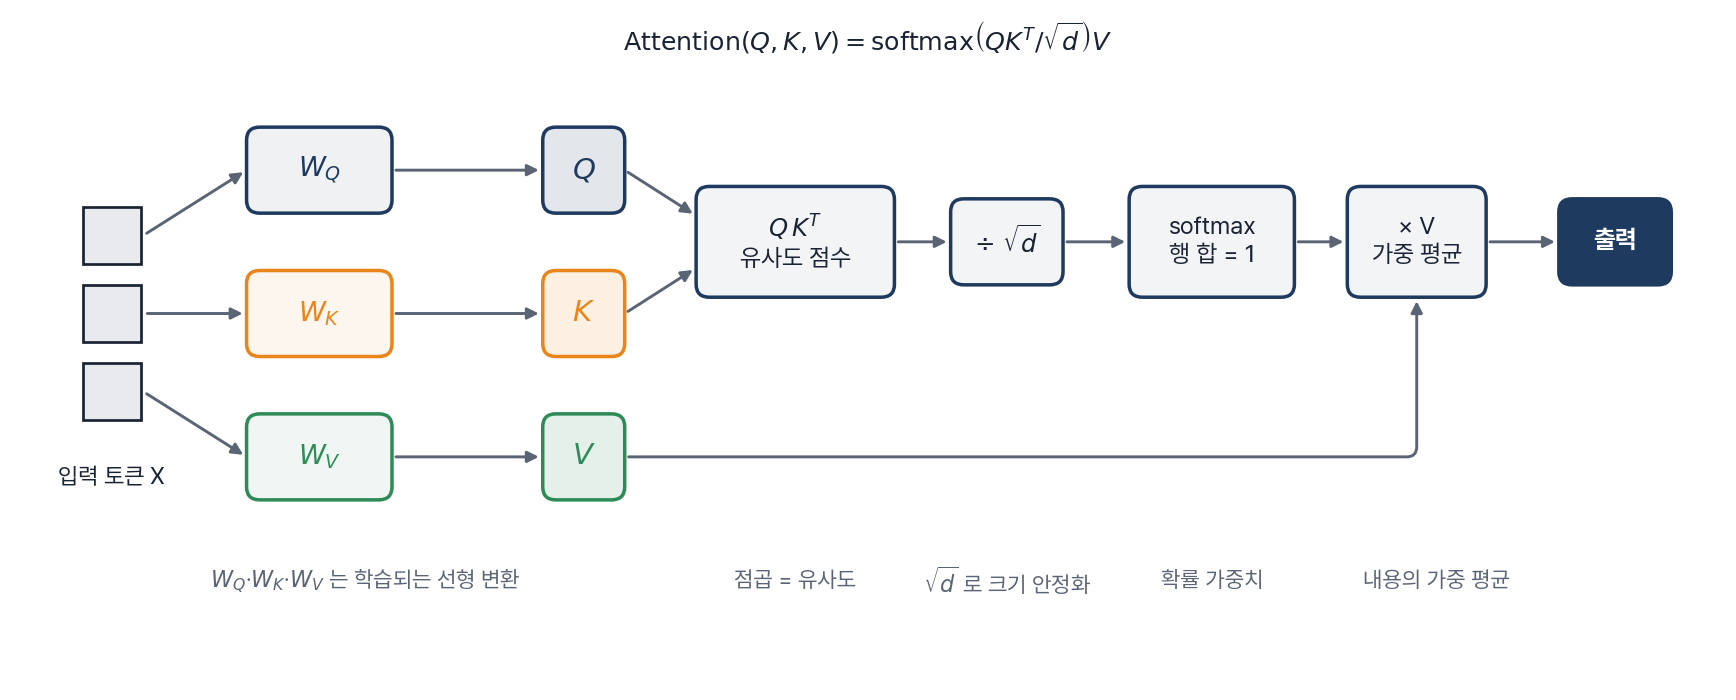 Attention(Q, K, V) = softmax(QK^T/√d)V
W_Q
Q
Q K^T
유사도 점수
÷ √d
softmax
행 합 = 1
× V
가중 평균
출력
W_K
K
W_V
V
입력 토큰 X
W_Q·W_K·W_V 는 학습되는 선형 변환
점곱 = 유사도
√d 로 크기 안정화
확률 가중치
내용의 가중 평균